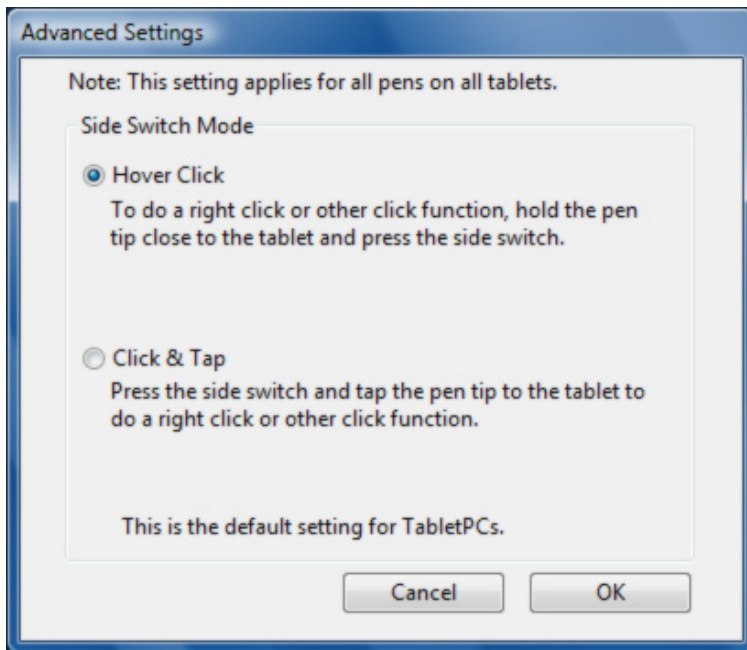 Advanced Settings
Note: This setting applies for all pens on all tablets.
Side Switch Mode
Hover Click
To do a right click or other click function, hold the pen
tip close to the tablet and press the side switch.
Click & Tap
Press the side switch and tap the pen tip to the tablet to
do a right click or other click function.
This is the default setting for TabletPCs.
Cancel OK